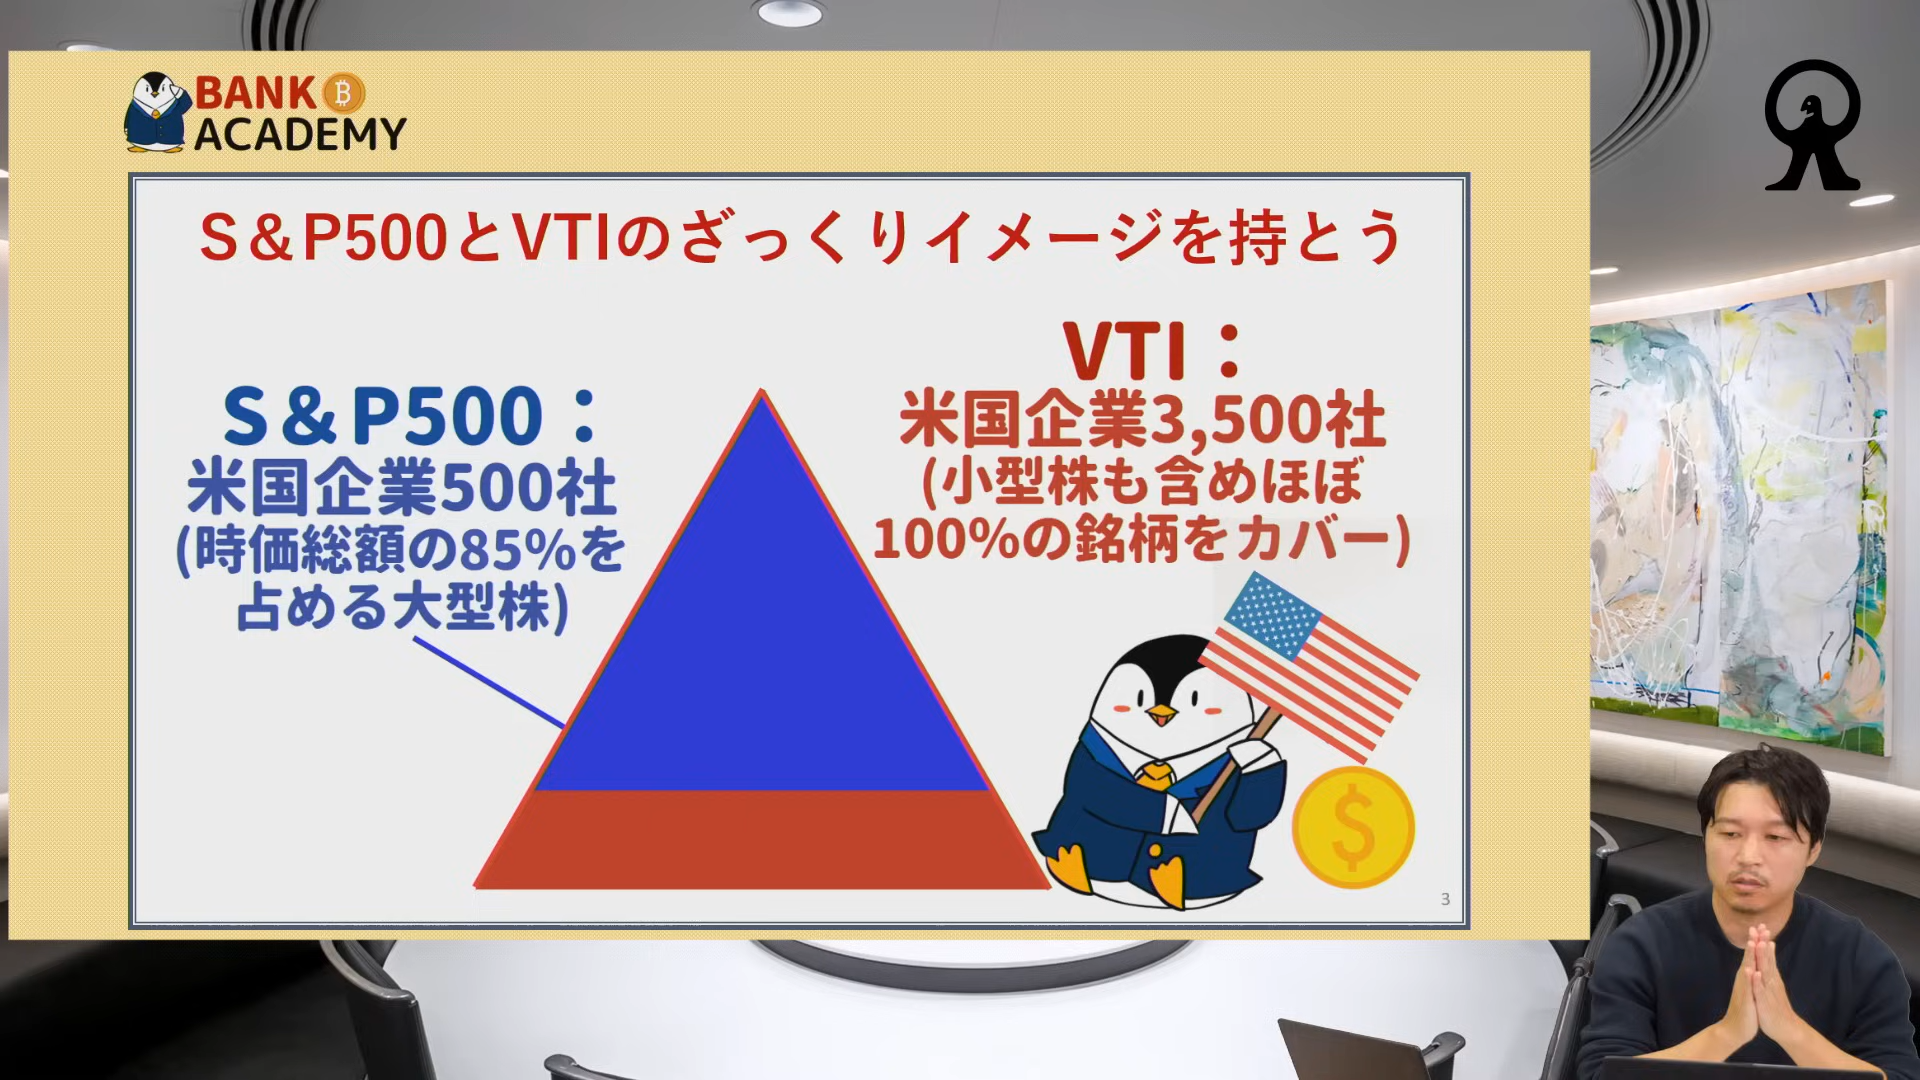 BANK
ACADEMY
S&P500とVTIのざっくりイメージを持とう
VTI：
米国企業3,500社
(小型株も含めほぼ
100%の銘柄をカバー)
S&P500：
米国企業500社
(時価総額の85%を
占める大型株)
$
3